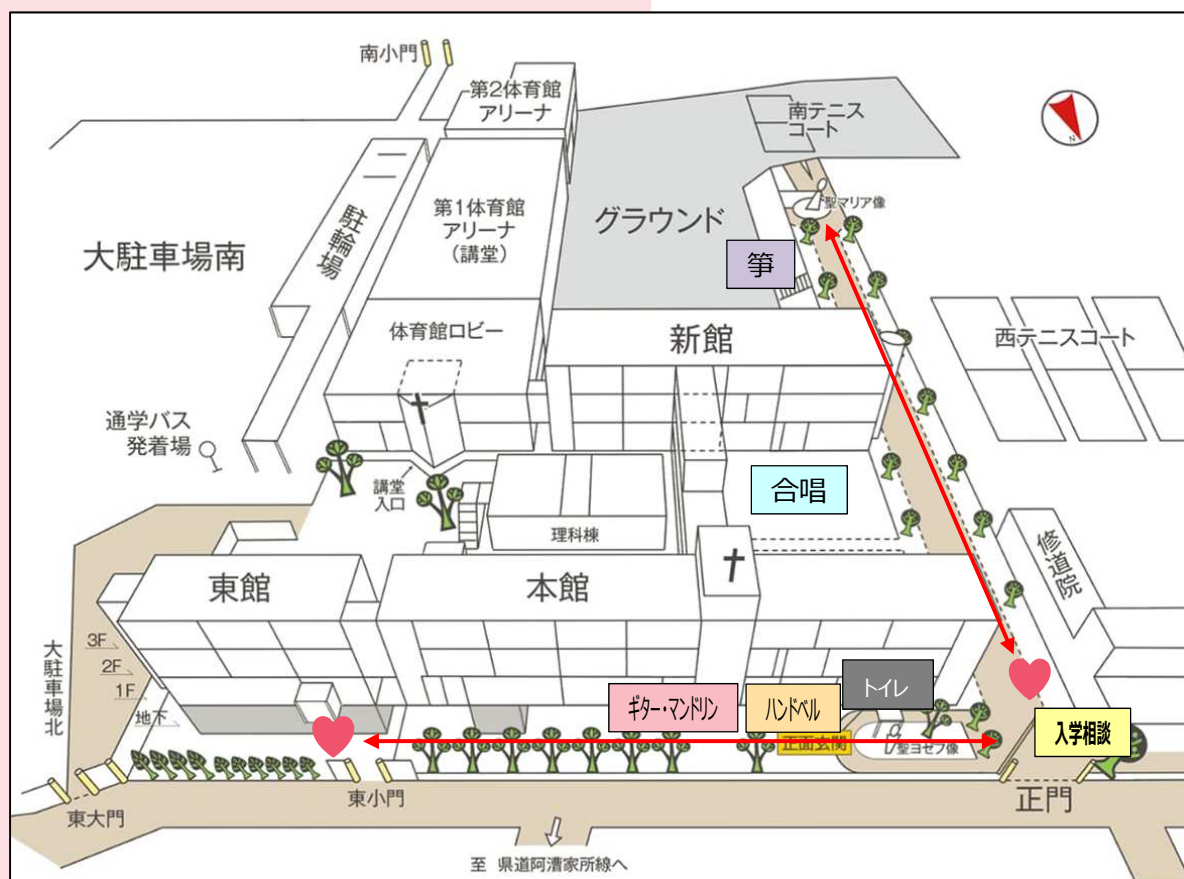 南小門
第2体育館
アリーナ
南テニス
コート
N
聖マリア像
駐輪場
第1体育館
アリーナ
(講堂)
グラウンド
大駐車場南
箏
体育館ロビー
新館
西テニスコート
通学バス
発着場
講堂
入口
合唱
理科棟
修道院
東館
本館
3F
2F
1F
地下
大駐車場北
ギター・マンドリン
ハンドベル
トイレ
入学相談
正面玄関
聖ヨセフ像
東大門
東小門
正門
至 県道阿漕家所線へ